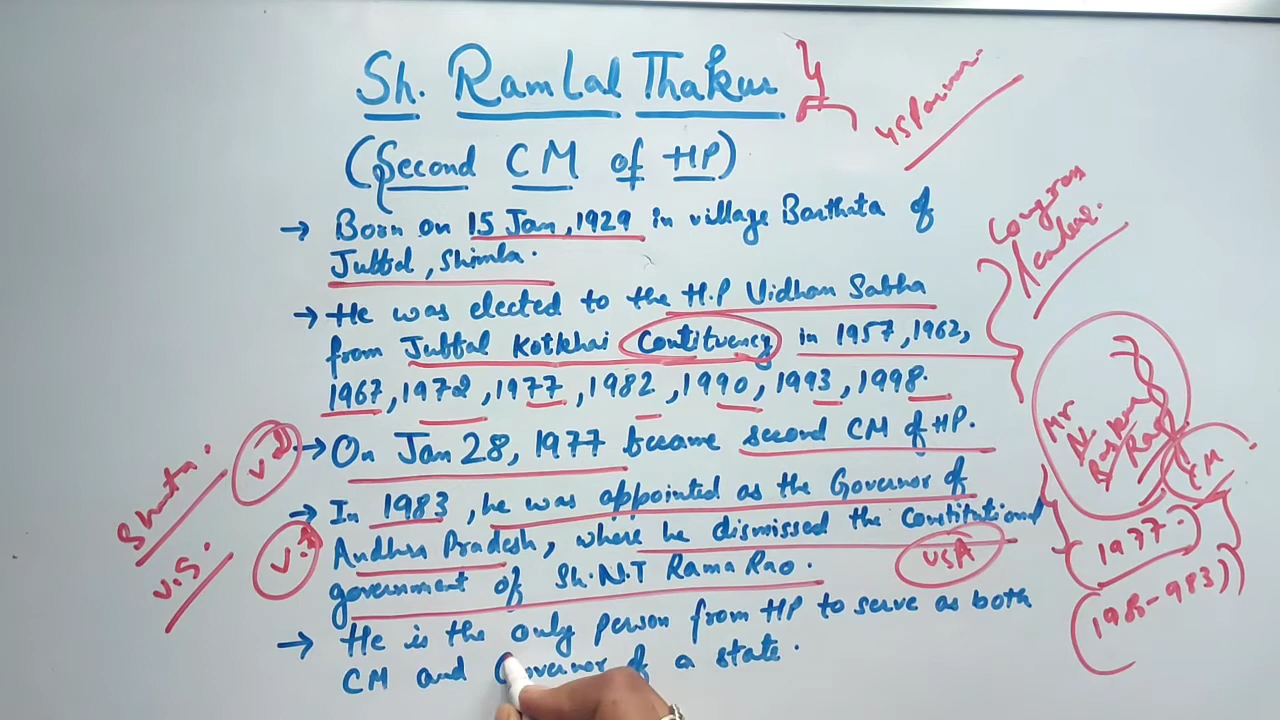 Sh. Ram Lal Thakur
(Second CM of HP)
YS Parmar.
→ Born on 15 Jan, 1929 in village Barthata of
Jubbal, Shimla.
Congress
leader.
→ He was elected to the H.P Vidhan Sabha
from Jubbal Kotkhai Contituency in 1957, 1962,
1967, 1972, 1977, 1982, 1990, 1993, 1998.
→ On Jan 28, 1977 became second CM of HP.
→ In 1983, he was appointed as the Governor of
Andhra Pradesh, where he dismissed the Constitutional
government of Sh. N.T Rama Rao.
→ He is the only person from HP to serve as both
CM and Governor of a state.
Shanta.
V.S.
USA
Mr
CM
(1977)